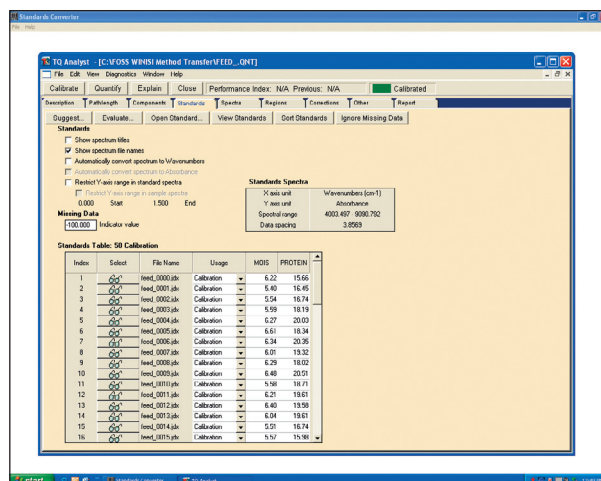 Standards Converter
File Help
TQ Analyst - [C:\FOSS WINISI Method Transfer\FEED_.QNT]
File Edit View Diagnostics Window Help
Calibrate Quantify Explain Close Performance Index: N/A Previous: N/A Calibrated
Description Pathlength Components Standards Spectra Regions Corrections Other Report
Suggest... Evaluate... Open Standard... View Standards Sort Standards Ignore Missing Data
Standards
Show spectrum titles
Show spectrum file names
Automatically convert spectrum to Wavenumbers
Automatically convert spectrum to Absorbance
Restrict Y-axis range in standard spectra
Restrict Y-axis range in sample spectra
0.000 Start 1.500 End
Standards Spectra
X axis unit Wavenumbers (cm-1)
Y axis unit Absorbance
Spectral range 4003.497 - 9090.792
Data spacing 3.8569
Missing Data
-100.000 Indicator value
Standards Table: 50 Calibration
Index Select File Name Usage MOIS PROTEIN
1 feed_0000.jdx Calibration 6.22 15.66
2 feed_0001.jdx Calibration 5.40 16.45
3 feed_0002.jdx Calibration 5.54 16.74
4 feed_0003.jdx Calibration 5.59 18.19
5 feed_0004.jdx Calibration 6.27 20.03
6 feed_0005.jdx Calibration 6.61 18.34
7 feed_0006.jdx Calibration 6.34 20.35
8 feed_0007.jdx Calibration 6.01 19.32
9 feed_0008.jdx Calibration 6.29 18.02
10 feed_0009.jdx Calibration 6.48 20.51
11 feed_0010.jdx Calibration 5.58 18.71
12 feed_0011.jdx Calibration 6.21 19.61
13 feed_0012.jdx Calibration 6.40 19.58
14 feed_0013.jdx Calibration 6.04 19.61
15 feed_0014.jdx Calibration 5.51 16.74
16 feed_0015.jdx Calibration 5.57 15.98
start Standards Converter TQ Analyst